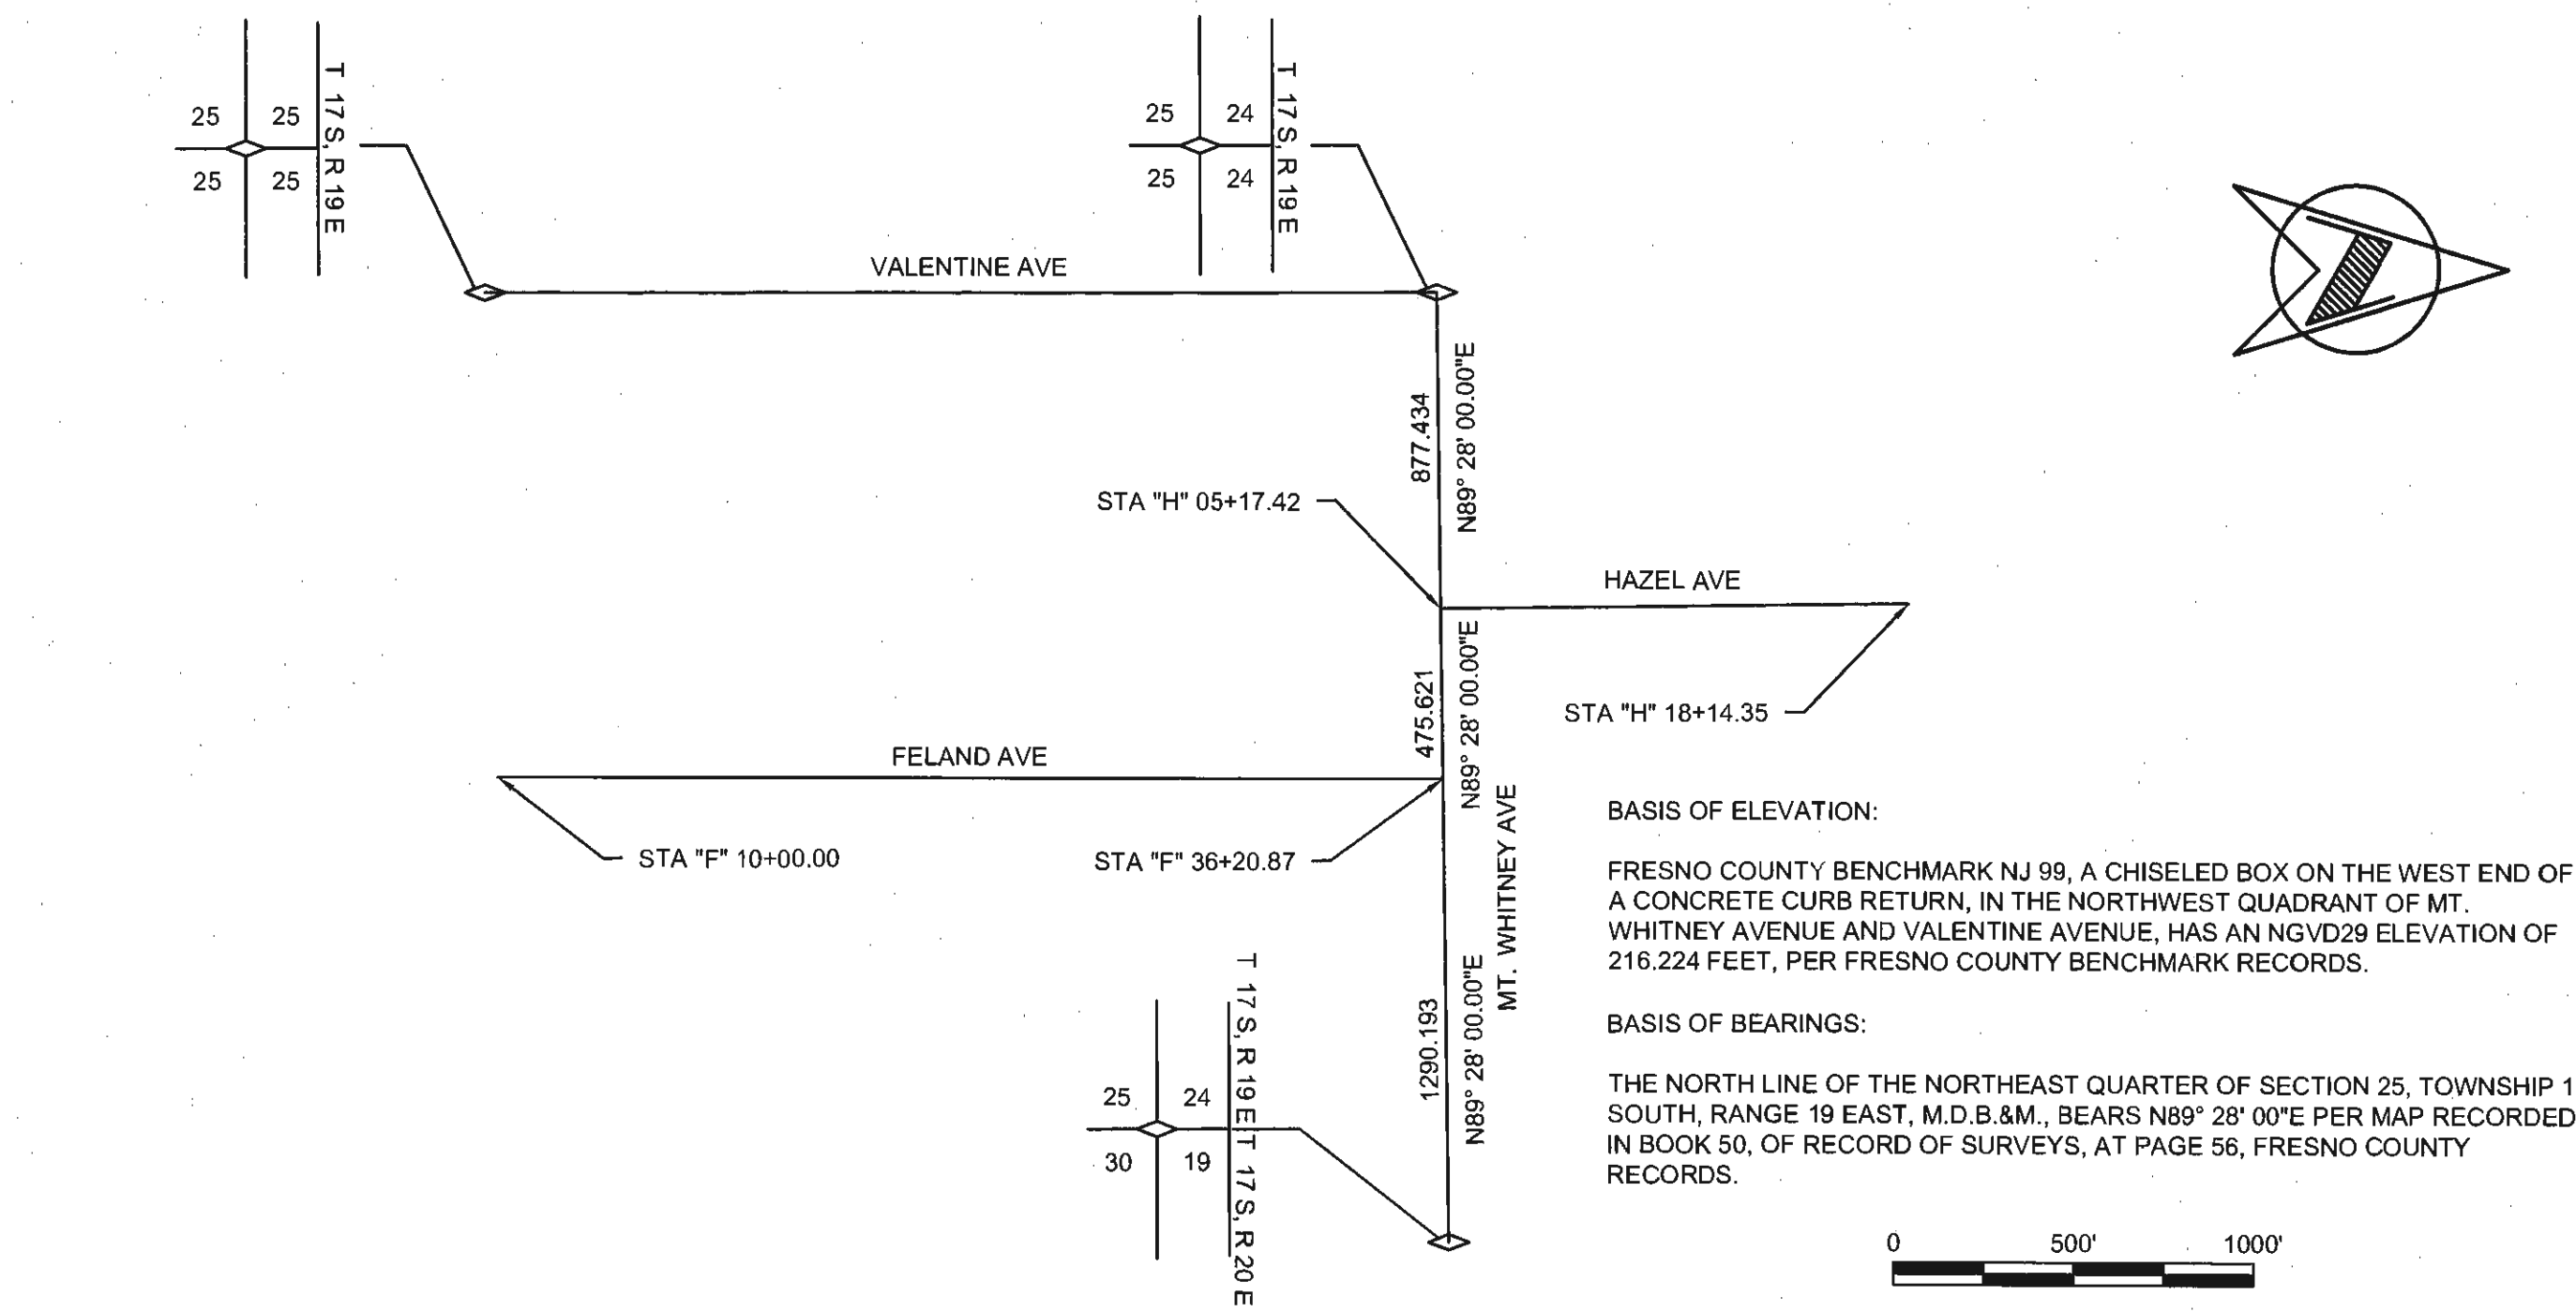 25 25
25 25
T 17 S, R 19 E
25 24
25 24
T 17 S, R 19 E
VALENTINE AVE
877.434
N89° 28' 00.00"E
STA "H" 05+17.42
HAZEL AVE
475.621
N89° 28' 00.00"E
STA "H" 18+14.35
FELAND AVE
STA "F" 10+00.00
STA "F" 36+20.87
MT. WHITNEY AVE
1290.193
N89° 28' 00.00"E
25 24
30 19
T 17 S, R 19 E T 17 S, R 20 E
BASIS OF ELEVATION:
FRESNO COUNTY BENCHMARK NJ 99, A CHISELED BOX ON THE WEST END OF
A CONCRETE CURB RETURN, IN THE NORTHWEST QUADRANT OF MT.
WHITNEY AVENUE AND VALENTINE AVENUE, HAS AN NGVD29 ELEVATION OF
216.224 FEET, PER FRESNO COUNTY BENCHMARK RECORDS.
BASIS OF BEARINGS:
THE NORTH LINE OF THE NORTHEAST QUARTER OF SECTION 25, TOWNSHIP 1
SOUTH, RANGE 19 EAST, M.D.B.&M., BEARS N89° 28' 00"E PER MAP RECORDED
IN BOOK 50, OF RECORD OF SURVEYS, AT PAGE 56, FRESNO COUNTY
RECORDS.
0 500' 1000'